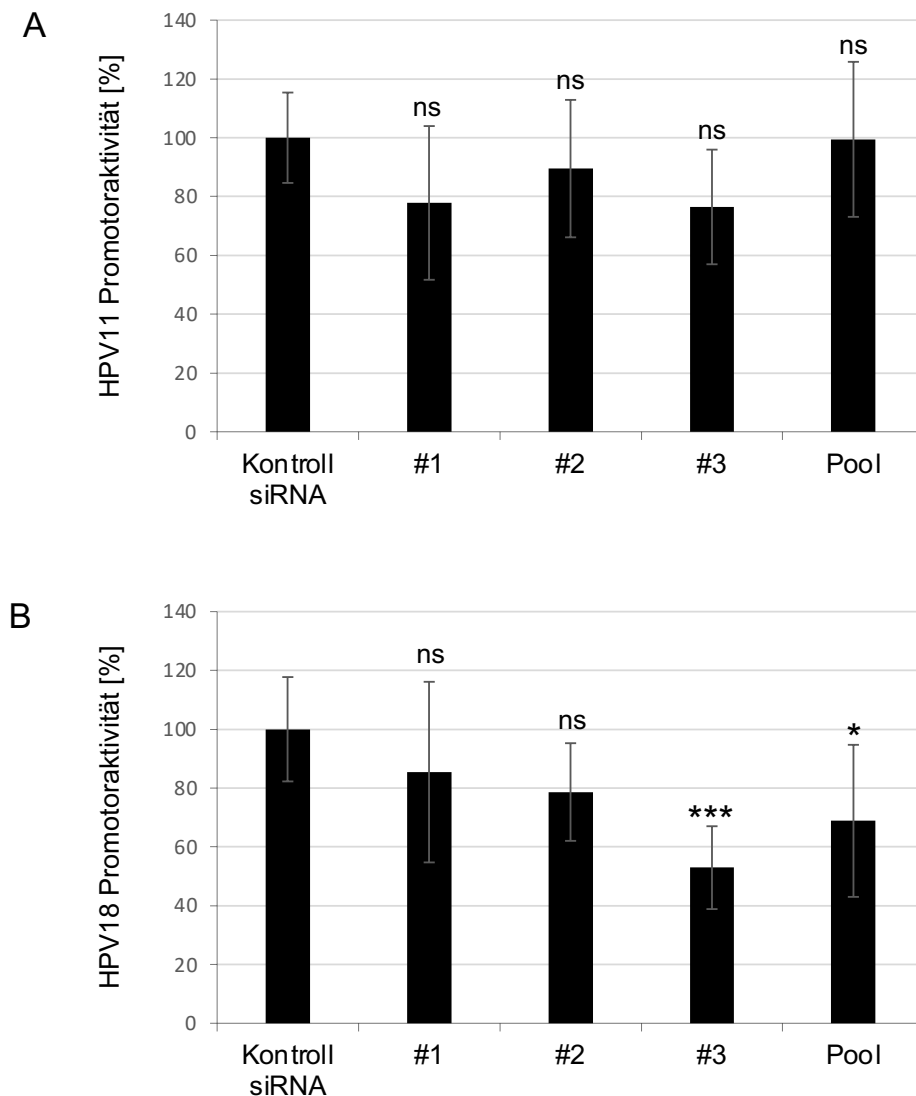 A
HPV11 Promotoraktivität [%]
140
120
100
80
60
40
20
0
ns
ns
ns
ns
Kontroll
siRNA
#1
#2
#3
Pool
B
HPV18 Promotoraktivität [%]
140
120
100
80
60
40
20
0
ns
ns
***
*
Kontroll
siRNA
#1
#2
#3
Pool